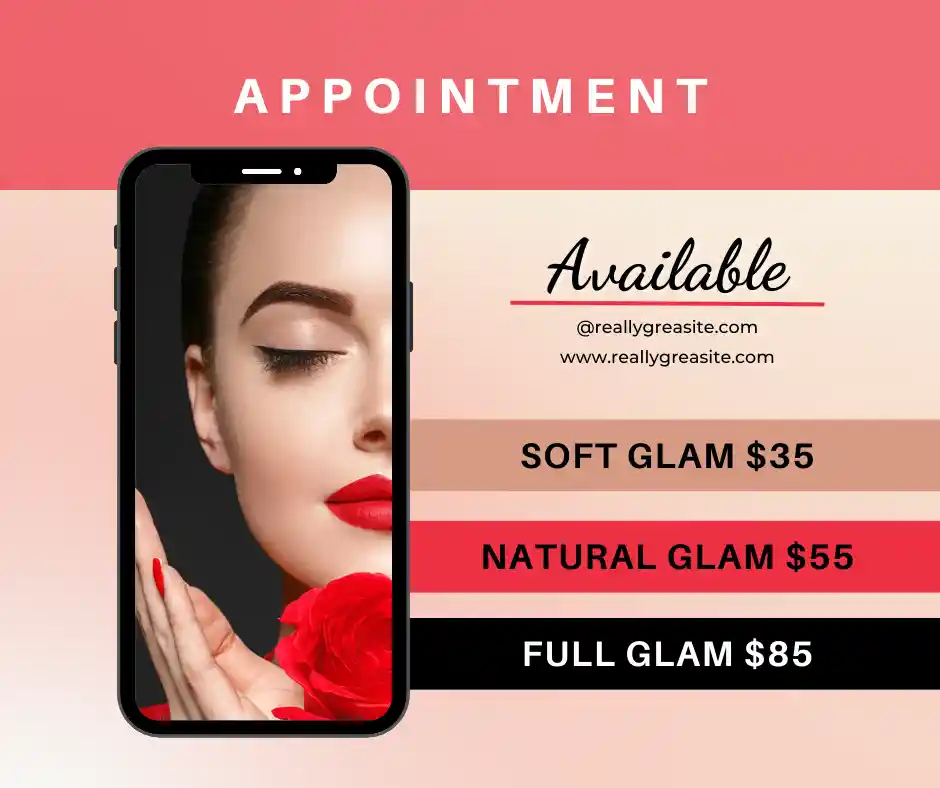 APPOINTMENT
Available
@reallygreasite.com
www.reallygreasite.com
SOFT GLAM $35
NATURAL GLAM $55
FULL GLAM $85